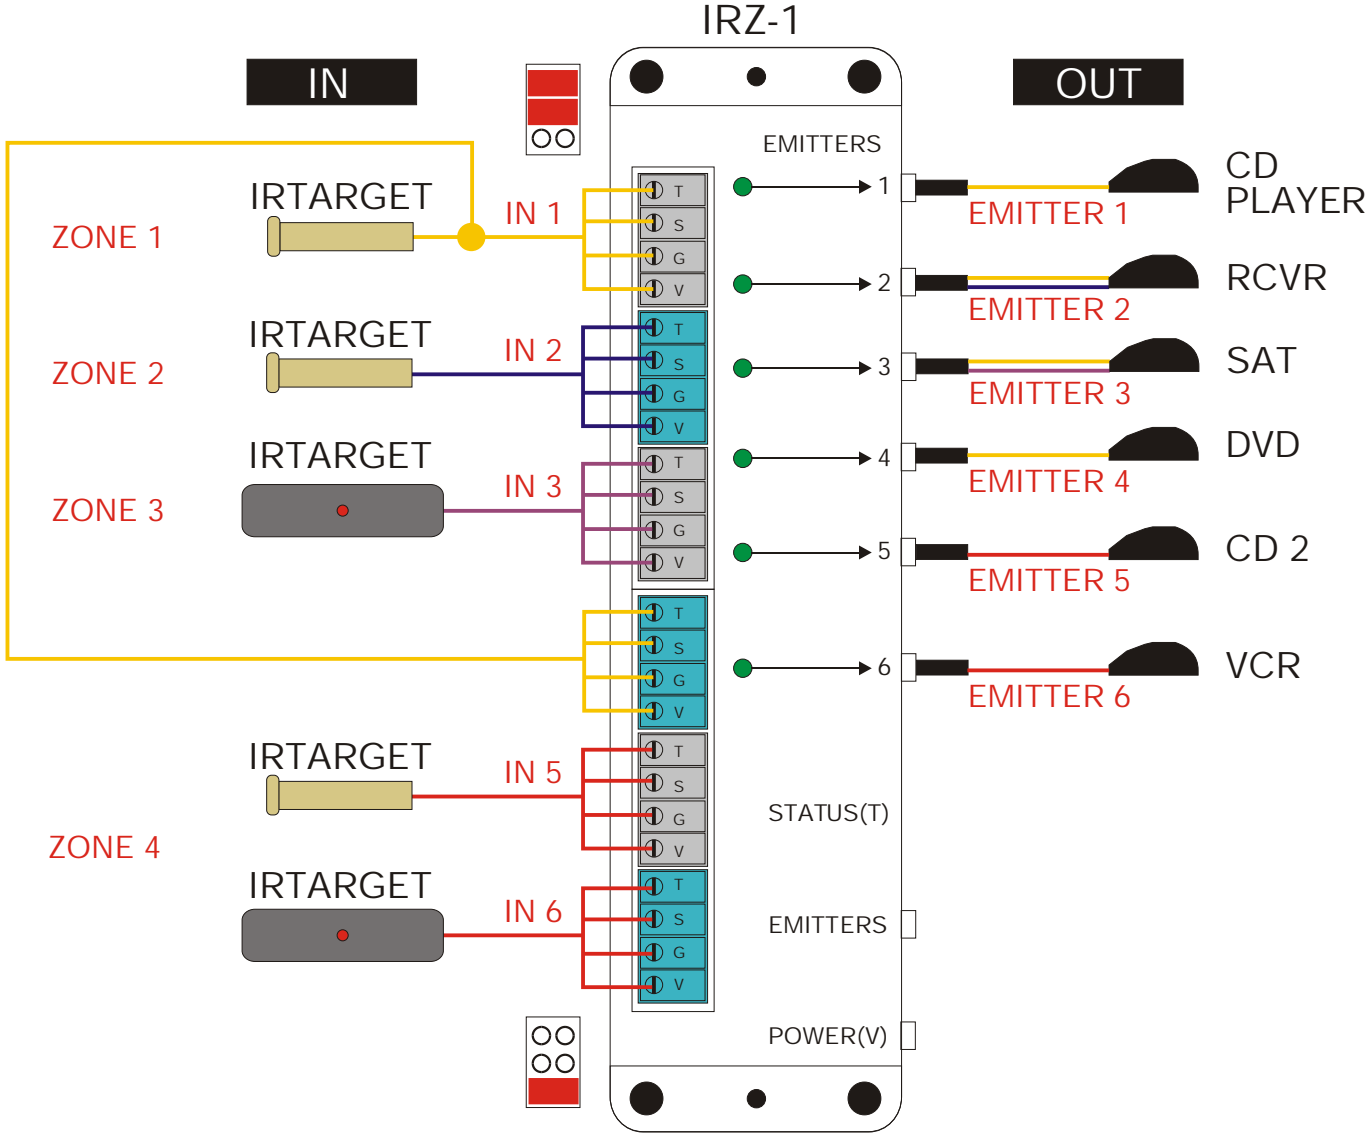 IRZ-1
IN
OUT
EMITTERS
ZONE 1
IRTARGET
IN 1
T
S
G
V
1
EMITTER 1
CD
PLAYER
2
EMITTER 2
RCVR
ZONE 2
IRTARGET
IN 2
T
S
G
V
3
EMITTER 3
SAT
ZONE 3
IRTARGET
IN 3
T
S
G
V
4
EMITTER 4
DVD
5
EMITTER 5
CD 2
T
S
G
V
6
EMITTER 6
VCR
ZONE 4
IRTARGET
IN 5
T
S
G
V
STATUS(T)
IRTARGET
IN 6
T
S
G
V
EMITTERS
POWER(V)